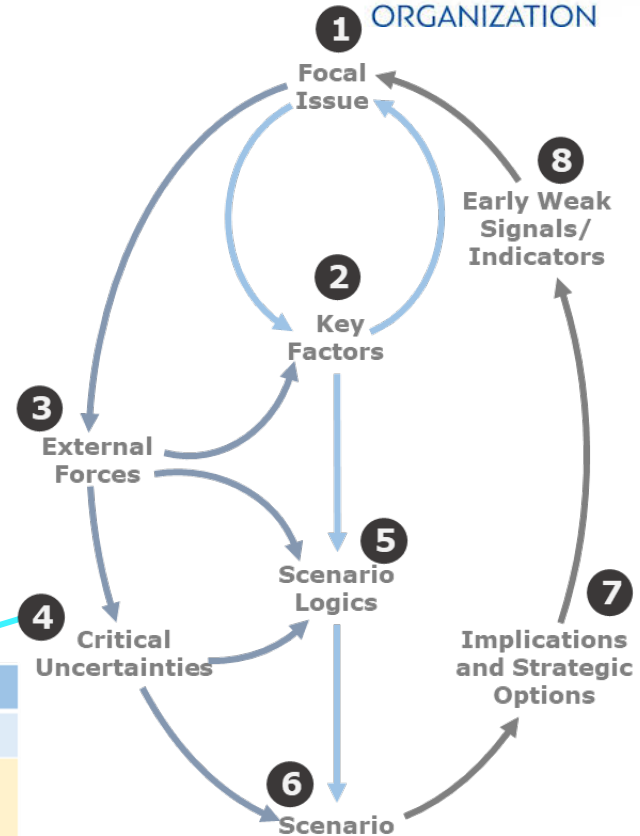 ORGANIZATION
1
Focal
Issue
8
Early Weak
Signals/
Indicators
2
Key
Factors
3
External
Forces
5
Scenario
Logics
4
Critical
Uncertainties
7
Implications
and Strategic
Options
6
Scenario